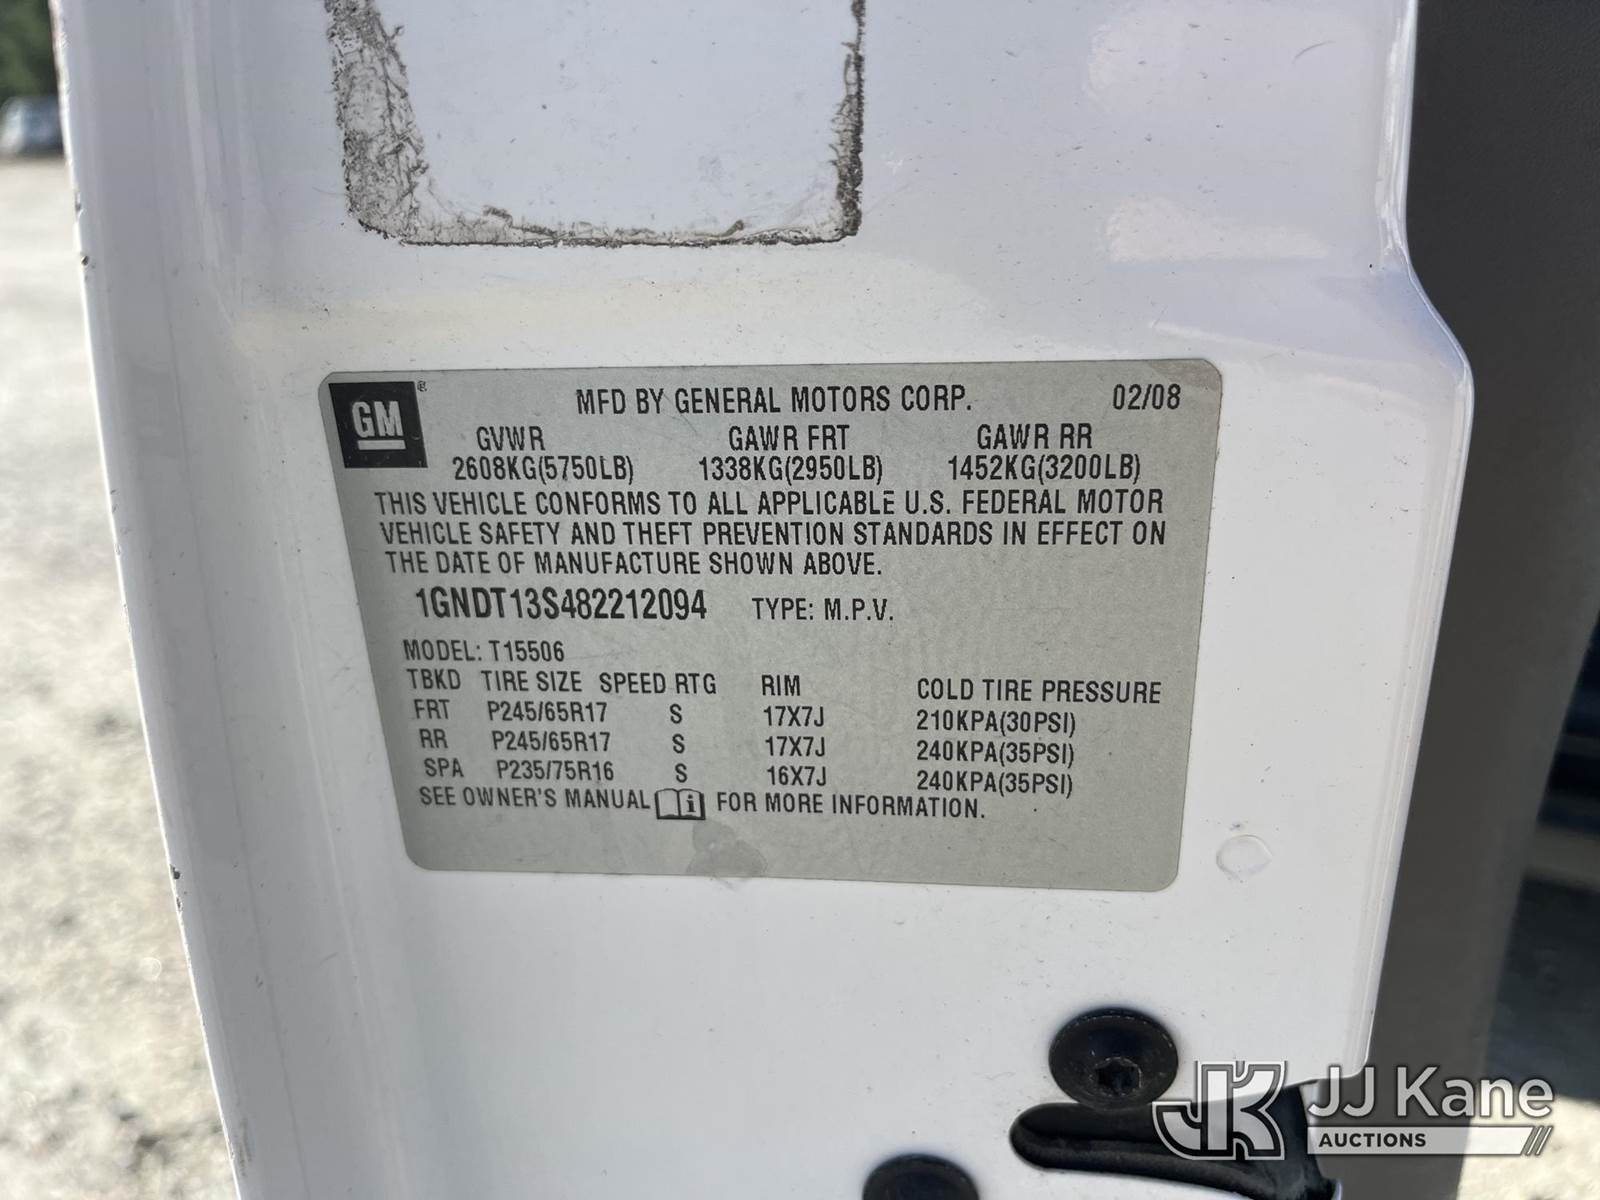 GM ® MFD BY GENERAL MOTORS CORP. 02/08
GVWR GAWR FRT GAWR RR
2608KG(5750LB) 1338KG(2950LB) 1452KG(3200LB)
THIS VEHICLE CONFORMS TO ALL APPLICABLE U.S. FEDERAL MOTOR
VEHICLE SAFETY AND THEFT PREVENTION STANDARDS IN EFFECT ON
THE DATE OF MANUFACTURE SHOWN ABOVE.
1GNDT13S482212094 TYPE: M.P.V.
MODEL: T15506
TBKD TIRE SIZE SPEED RTG RIM COLD TIRE PRESSURE
FRT P245/65R17 S 17X7J 210KPA(30PSI)
RR P245/65R17 S 17X7J 240KPA(35PSI)
SPA P235/75R16 S 16X7J 240KPA(35PSI)
SEE OWNER'S MANUAL i FOR MORE INFORMATION.
JK JJ Kane
AUCTIONS